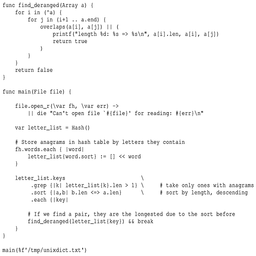 func find_deranged(Array a) {
    for i in (^a) {
        for j in (i+1 .. a.end) {
            overlaps(a[i], a[j]) || (
                printf("length %d: %s => %s\n", a[i].len, a[i], a[j])
                return true
            )
        }
    }
    return false
}
func main(File file) {
    file.open_r(\var fh, \var err) ->
        || die "Can't open file `#{file}' for reading: #{err}\n"
    var letter_list = Hash()
    # Store anagrams in hash table by letters they contain
    fh.words.each { |word|
        letter_list{word.sort} := [] << word
    }
    letter_list.keys \
        .grep {|k| letter_list{k}.len > 1} \ # take only ones with anagrams
        .sort {|a,b| b.len <=> a.len} \ # sort by length, descending
        .each {|key|
        # If we find a pair, they are the longested due to the sort before
        find_deranged(letter_list{key}) && break
    }
}
main(%f'/tmp/unixdict.txt')